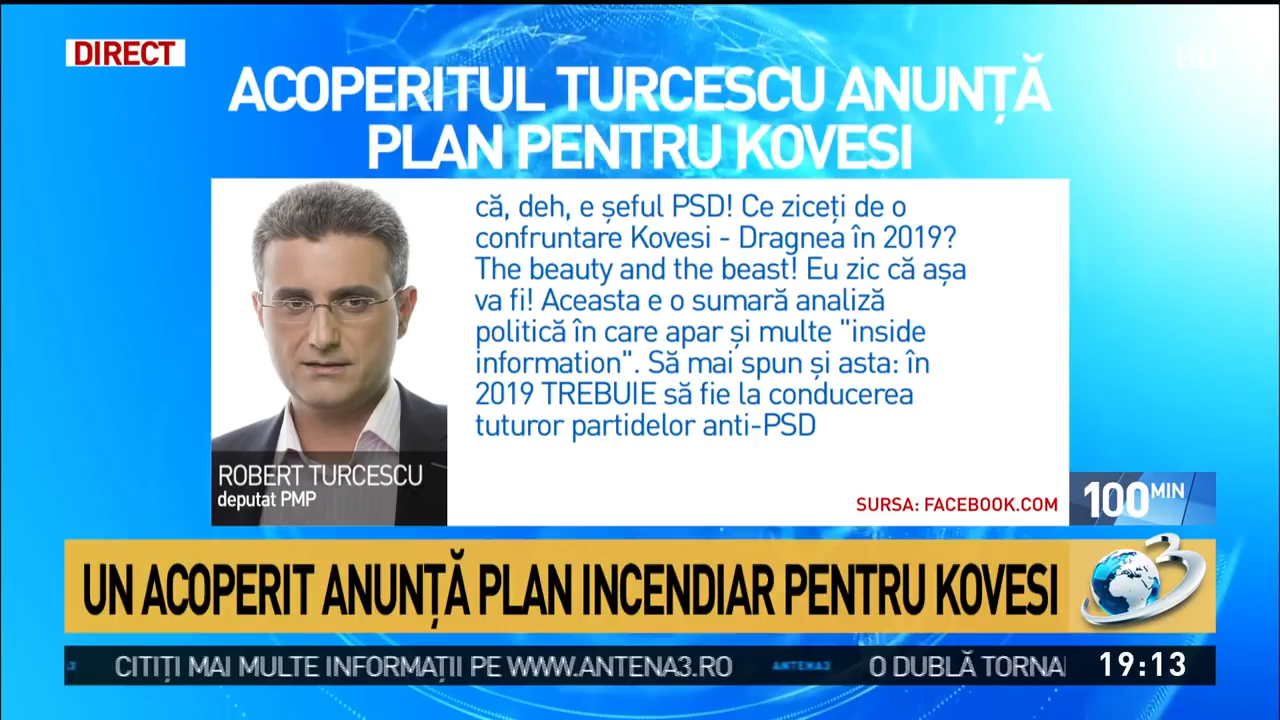 DIRECT
HD
ACOPERITUL TURCESCU ANUNȚĂ
PLAN PENTRU KOVESI
că, deh, e șeful PSD! Ce ziceți de o
confruntare Kovesi - Dragnea în 2019?
The beauty and the beast! Eu zic că așa
va fi! Aceasta e o sumară analiză
politică în care apar și multe "inside
information". Să mai spun și asta: în
2019 TREBUIE să fie la conducerea
tuturor partidelor anti-PSD
ROBERT TURCESCU
deputat PMP
SURSA: FACEBOOK.COM
100 MIN
UN ACOPERIT ANUNȚĂ PLAN INCENDIAR PENTRU KOVESI
3
CITIȚI MAI MULTE INFORMAȚII PE WWW.ANTENA3.RO ANTENA3 O DUBLĂ TORNA 19:13